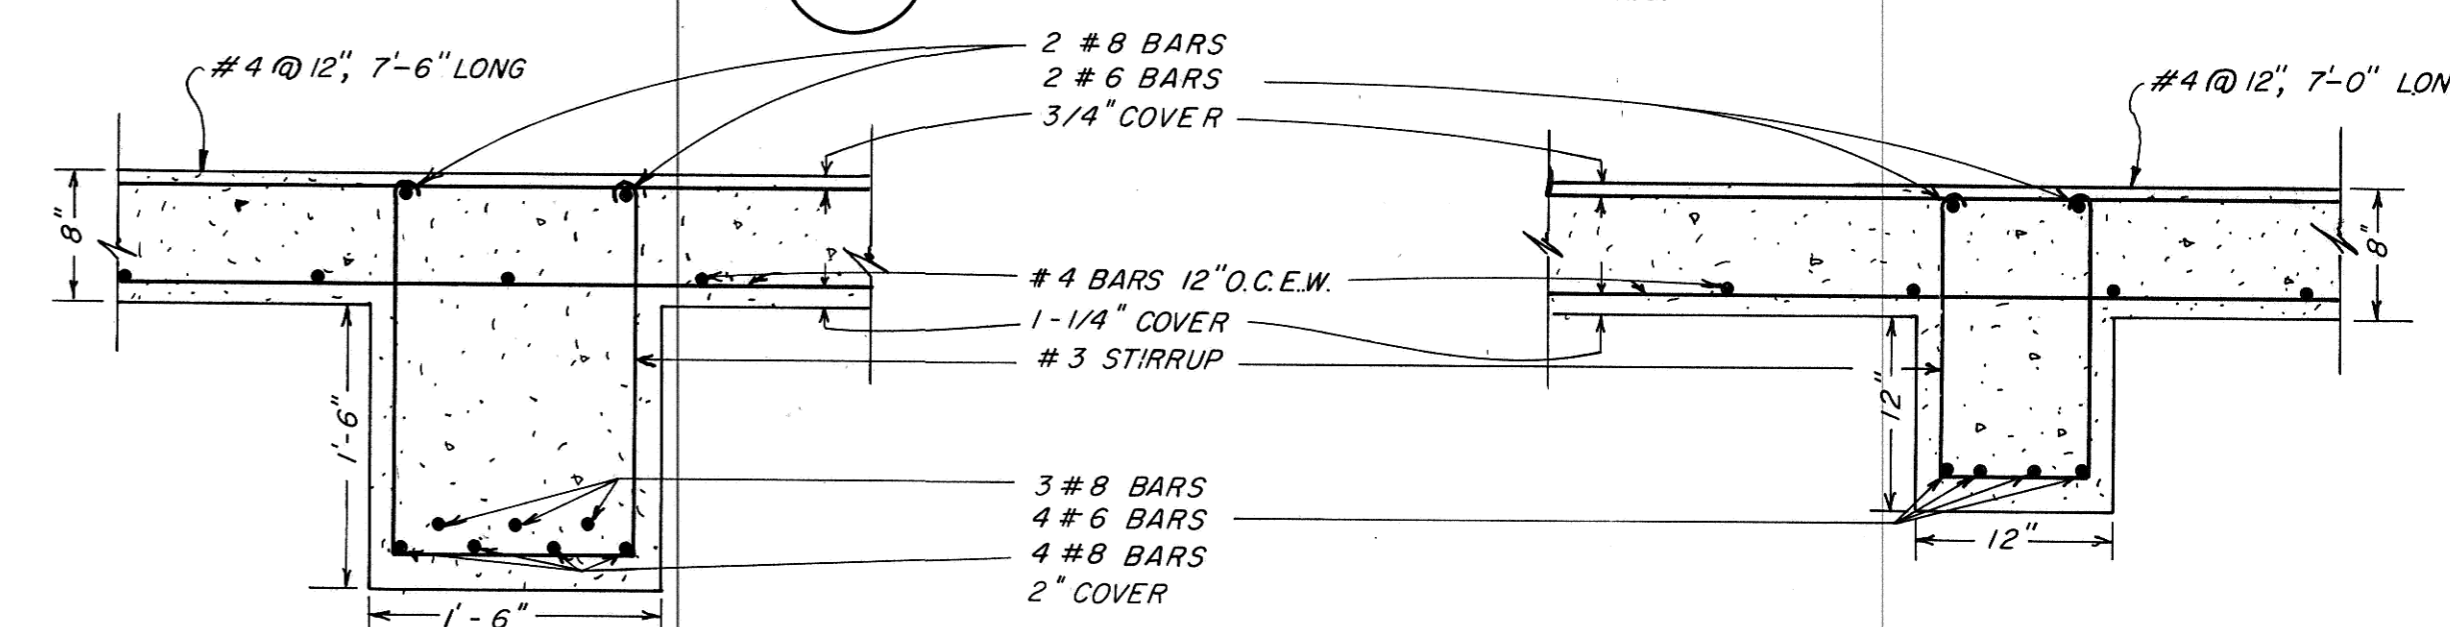 #4 @ 12", 7'-6" LONG
2 #8 BARS
2 #6 BARS
3/4" COVER
#4 @ 12", 7'-0" LON
8"
8"
#4 BARS 12" O.C.E.W.
1-1/4" COVER
#3 STIRRUP
1'-6"
12"
3 #8 BARS
4 #6 BARS
4 #8 BARS
2" COVER
12"
1'-6"